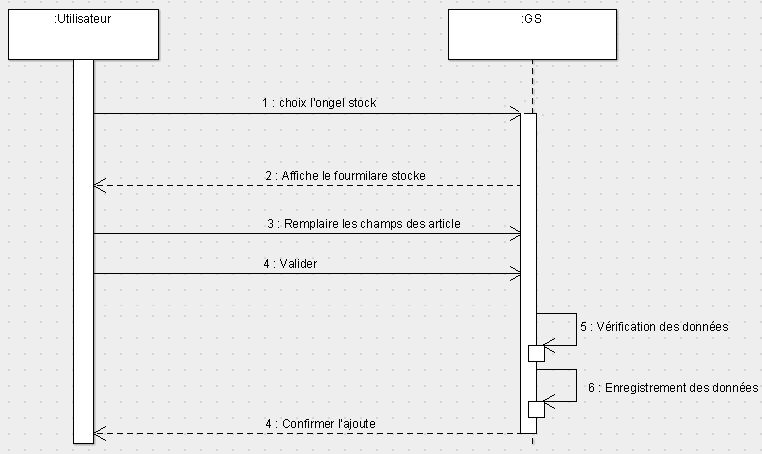 :Utilisateur
:GS
1 : choix l'ongel stock
2 : Affiche le fourmilare stocke
3 : Remplaire les champs des article
4 : Valider
5 : Vérification des données
6 : Enregistrement des données
4 : Confirmer l'ajoute